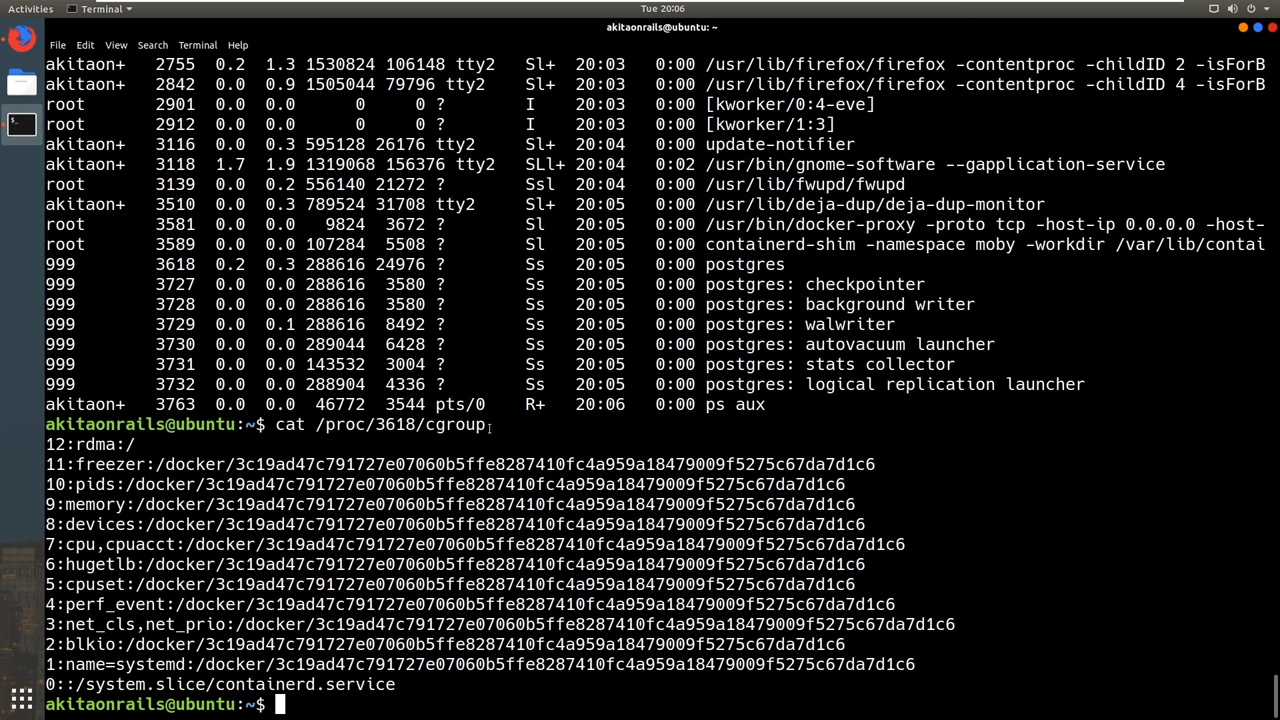 Activities
Terminal
Tue 20:06
akitaonrails@ubuntu: ~
File Edit View Search Terminal Help
akitaon+ 2755 0.2 1.3 1530824 106148 tty2 Sl+ 20:03 0:00 /usr/lib/firefox/firefox -contentproc -childID 2 -isForB
akitaon+ 2842 0.0 0.9 1505044 79796 tty2 Sl+ 20:03 0:00 /usr/lib/firefox/firefox -contentproc -childID 4 -isForB
root 2901 0.0 0.0 0 0 ? I 20:03 0:00 [kworker/0:4-eve]
root 2912 0.0 0.0 0 0 ? I 20:03 0:00 [kworker/1:3]
akitaon+ 3116 0.0 0.3 595128 26176 tty2 Sl+ 20:04 0:00 update-notifier
akitaon+ 3118 1.7 1.9 1319068 156376 tty2 SLl+ 20:04 0:02 /usr/bin/gnome-software --gapplication-service
root 3139 0.0 0.2 556140 21272 ? Ssl 20:04 0:00 /usr/lib/fwupd/fwupd
akitaon+ 3510 0.3 0.3 789524 31708 tty2 Sl+ 20:05 0:00 /usr/lib/deja-dup/deja-dup-monitor
root 3581 0.0 0.0 9824 3672 ? Sl 20:05 0:00 /usr/bin/docker-proxy -proto tcp -host-ip 0.0.0.0 -host-
root 3589 0.0 0.0 107284 5508 ? Sl 20:05 0:00 containerd-shim -namespace moby -workdir /var/lib/contai
999 3618 0.2 0.3 288616 24976 ? Ss 20:05 0:00 postgres
999 3727 0.0 0.0 288616 3580 ? Ss 20:05 0:00 postgres: checkpointer
999 3728 0.0 0.0 288616 3580 ? Ss 20:05 0:00 postgres: background writer
999 3729 0.0 0.1 288616 8492 ? Ss 20:05 0:00 postgres: walwriter
999 3730 0.0 0.0 289044 6428 ? Ss 20:05 0:00 postgres: autovacuum launcher
999 3731 0.0 0.0 143532 3004 ? Ss 20:05 0:00 postgres: stats collector
999 3732 0.0 0.0 288904 4336 ? Ss 20:05 0:00 postgres: logical replication launcher
akitaon+ 3763 0.0 0.0 46772 3544 pts/0 R+ 20:06 0:00 ps aux
akitaonrails@ubuntu:~$ cat /proc/3618/cgroup
12:rdma:/
11:freezer:/docker/3c19ad47c791727e07060b5ffe8287410fc4a959a18479009f5275c67da7d1c6
10:pids:/docker/3c19ad47c791727e07060b5ffe8287410fc4a959a18479009f5275c67da7d1c6
9:memory:/docker/3c19ad47c791727e07060b5ffe8287410fc4a959a18479009f5275c67da7d1c6
8:devices:/docker/3c19ad47c791727e07060b5ffe8287410fc4a959a18479009f5275c67da7d1c6
7:cpu,cpuacct:/docker/3c19ad47c791727e07060b5ffe8287410fc4a959a18479009f5275c67da7d1c6
6:hugetlb:/docker/3c19ad47c791727e07060b5ffe8287410fc4a959a18479009f5275c67da7d1c6
5:cpuset:/docker/3c19ad47c791727e07060b5ffe8287410fc4a959a18479009f5275c67da7d1c6
4:perf_event:/docker/3c19ad47c791727e07060b5ffe8287410fc4a959a18479009f5275c67da7d1c6
3:net_cls,net_prio:/docker/3c19ad47c791727e07060b5ffe8287410fc4a959a18479009f5275c67da7d1c6
2:blkio:/docker/3c19ad47c791727e07060b5ffe8287410fc4a959a18479009f5275c67da7d1c6
1:name=systemd:/docker/3c19ad47c791727e07060b5ffe8287410fc4a959a18479009f5275c67da7d1c6
0::/system.slice/containerd.service
akitaonrails@ubuntu:~$